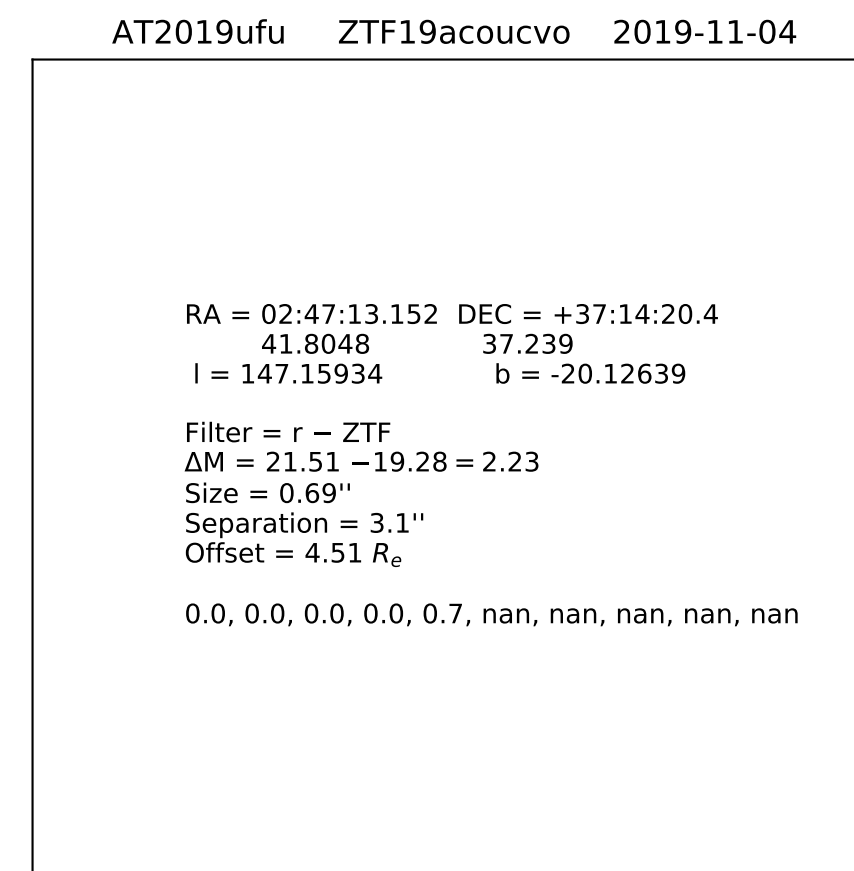 AT2019ufu ZTF19acoucvo 2019-11-04
RA = 02:47:13.152 DEC = +37:14:20.4
41.8048 37.239
l = 147.15934 b = -20.12639
Filter = r − ZTF
ΔM = 21.51 −19.28 = 2.23
Size = 0.69''
Separation = 3.1''
Offset = 4.51 Re
0.0, 0.0, 0.0, 0.0, 0.7, nan, nan, nan, nan, nan